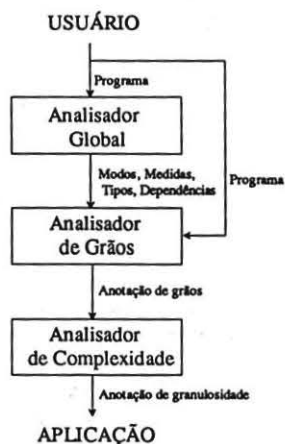 USUÁRIO
Programa
Analisador
Global
Modos, Medidas,
Tipos, Dependências
Programa
Analisador
de Grãos
Anotação de grãos
Analisador
de Complexidade
Anotação de granulosidade
APLICAÇÃO